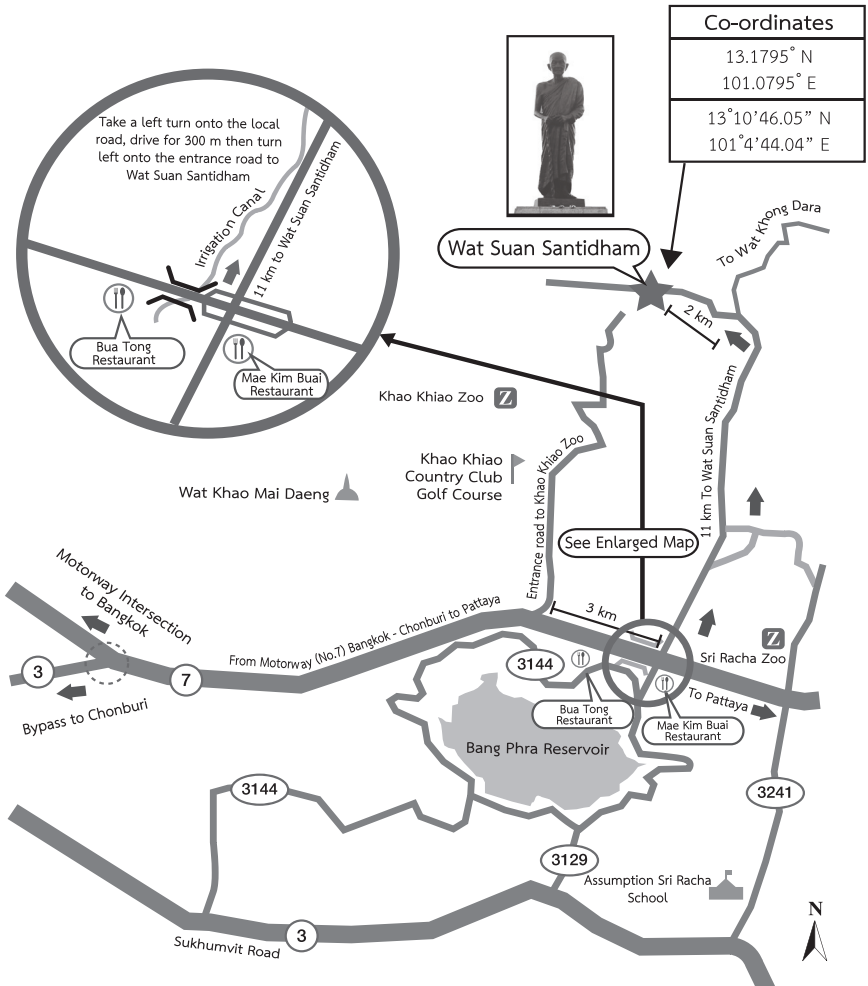 Co-ordinates
13.1795° N
101.0795° E
13°10’46.05” N
101°4’44.04” E
Take a left turn onto the local
road, drive for 300 m then turn
left onto the entrance road to
Wat Suan Santidham
Irrigation Canal
11 km to Wat Suan Santidham
Bua Tong
Restaurant
Mae Kim Buai
Restaurant
Wat Suan Santidham
To Wat Khong Dara
2 km
11 km To Wat Suan Santidham
Khao Khiao Zoo
Z
Khao Khiao
Country Club
Golf Course
Entrance road to Khao Khiao Zoo
Wat Khao Mai Daeng
See Enlarged Map
Motorway Intersection
to Bangkok
3 km
From Motorway (No.7) Bangkok - Chonburi to Pattaya
3
7
Bypass to Chonburi
3144
Z
Sri Racha Zoo
To Pattaya
Bua Tong
Restaurant
Mae Kim Buai
Restaurant
Bang Phra Reservoir
3144
3241
3129
Assumption Sri Racha
School
Sukhumvit Road
3
N